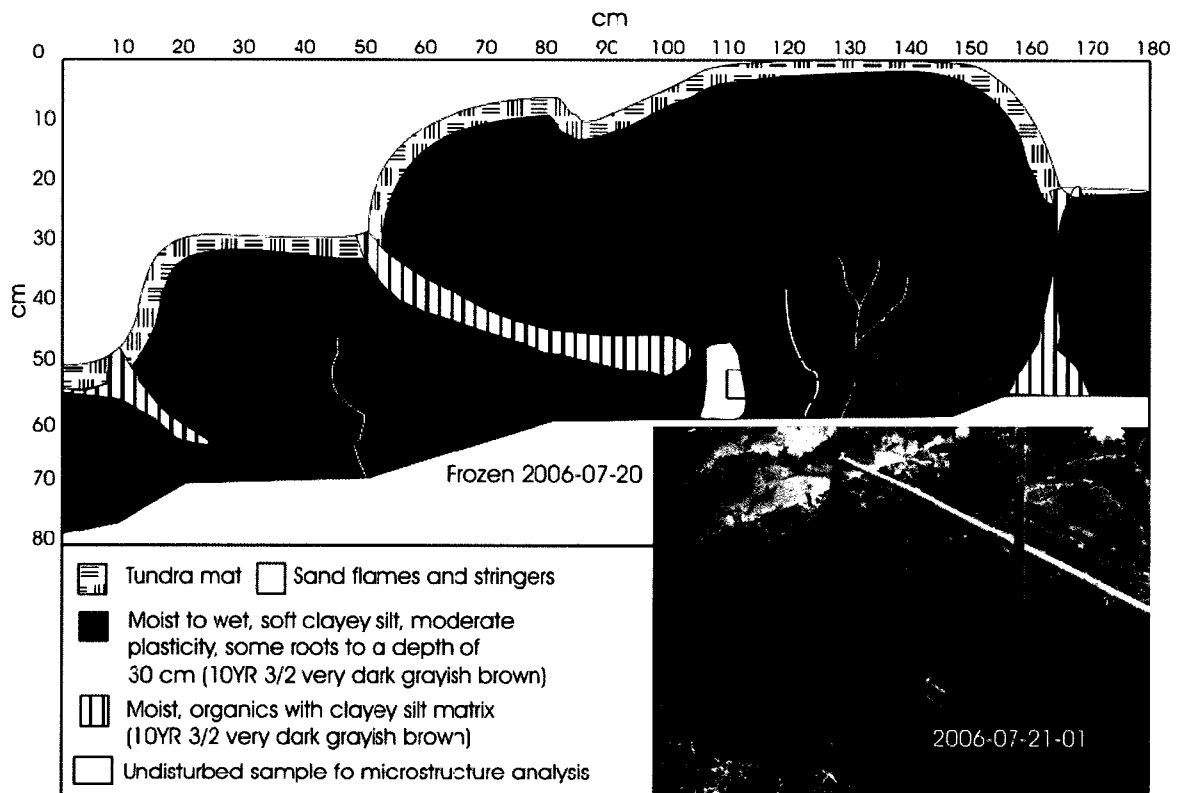 cm
0 10 20 30 40 50 60 70 80 90 100 110 120 130 140 150 160 170 180
10
20
30
40
50
60
70
80
cm
Frozen 2006-07-20
Tundra mat
Sand flames and stringers
Moist to wet, soft clayey silt, moderate
plasticity, some roots to a depth of
30 cm (10YR 3/2 very dark grayish brown)
Moist, organics with clayey silt matrix
(10YR 3/2 very dark grayish brown)
Undisturbed sample fo microstructure analysis
2006-07-21-01